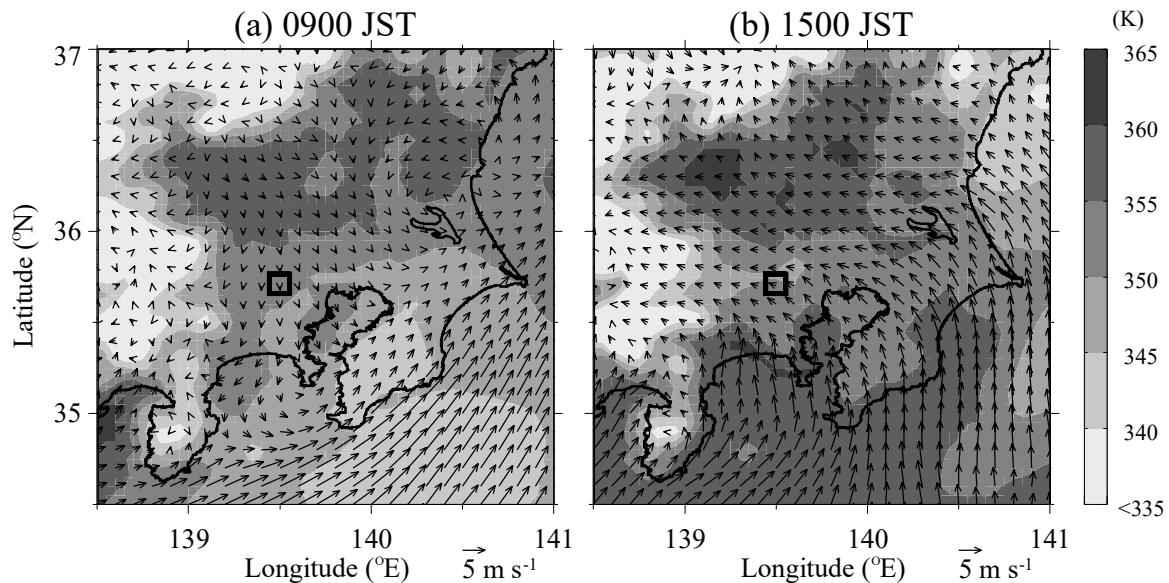 (a) 0900 JST
(b) 1500 JST
(K)
37
36
35
Latitude (°N)
139
140
141
139
140
141
Longitude (°E)
5 m s-1
Longitude (°E)
5 m s-1
365
360
355
350
345
340
<335